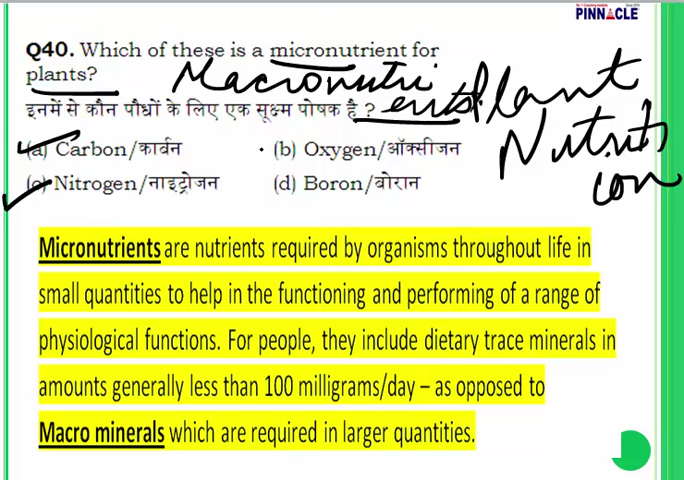 PINNACLE
Q40. Which of these is a micronutrient for
plants?
Macronutri
ents
Plant
Nutriti
ion
इनमें से कौन पौधों के लिए एक सूक्ष्म पोषक है ?
(a) Carbon/कार्बन (b) Oxygen/ऑक्सीजन
(c) Nitrogen/नाइट्रोजन (d) Boron/बोरान
Micronutrients are nutrients required by organisms throughout life in
small quantities to help in the functioning and performing of a range of
physiological functions. For people, they include dietary trace minerals in
amounts generally less than 100 milligrams/day – as opposed to
Macro minerals which are required in larger quantities.